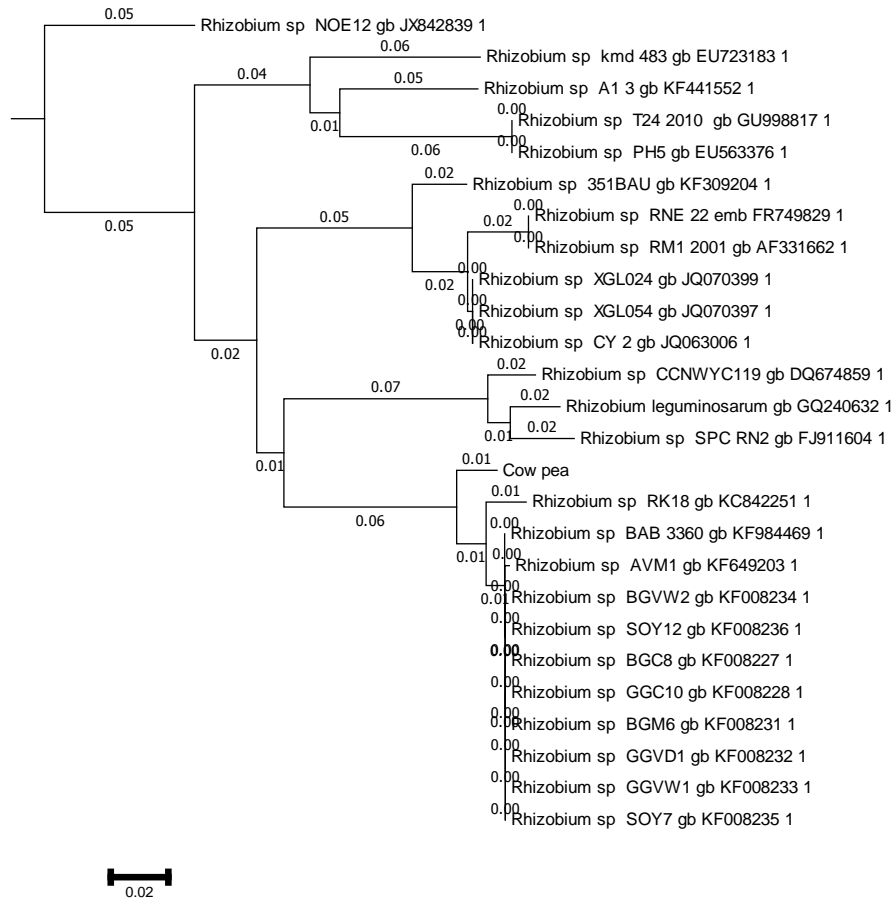 0.05
Rhizobium sp NOE12 gb JX842839 1
0.06
Rhizobium sp kmd 483 gb EU723183 1
0.04
0.05
Rhizobium sp A1 3 gb KF441552 1
0.00
0.01
Rhizobium sp T24 2010 gb GU998817 1
0.00
0.06
Rhizobium sp PH5 gb EU563376 1
0.02
Rhizobium sp 351BAU gb KF309204 1
0.05
0.05
0.00
0.02
Rhizobium sp RNE 22 emb FR749829 1
0.00
Rhizobium sp RM1 2001 gb AF331662 1
0.00
0.02
Rhizobium sp XGL024 gb JQ070399 1
0.00
Rhizobium sp XGL054 gb JQ070397 1
0.00
0.00
Rhizobium sp CY 2 gb JQ063006 1
0.02
0.02
Rhizobium sp CCNWYC119 gb DQ674859 1
0.07
0.02
Rhizobium leguminosarum gb GQ240632 1
0.01
0.02
Rhizobium sp SPC RN2 gb FJ911604 1
0.01
0.01
Cow pea
0.01
Rhizobium sp RK18 gb KC842251 1
0.06
0.00
Rhizobium sp BAB 3360 gb KF984469 1
0.01
0.00
Rhizobium sp AVM1 gb KF649203 1
0.00
0.01
Rhizobium sp BGVW2 gb KF008234 1
Rhizobium sp SOY12 gb KF008236 1
0.00
Rhizobium sp BGC8 gb KF008227 1
0.00
Rhizobium sp GGC10 gb KF008228 1
0.00
0.00
Rhizobium sp BGM6 gb KF008231 1
0.00
Rhizobium sp GGVD1 gb KF008232 1
0.00
Rhizobium sp GGVW1 gb KF008233 1
0.00
Rhizobium sp SOY7 gb KF008235 1
0.02